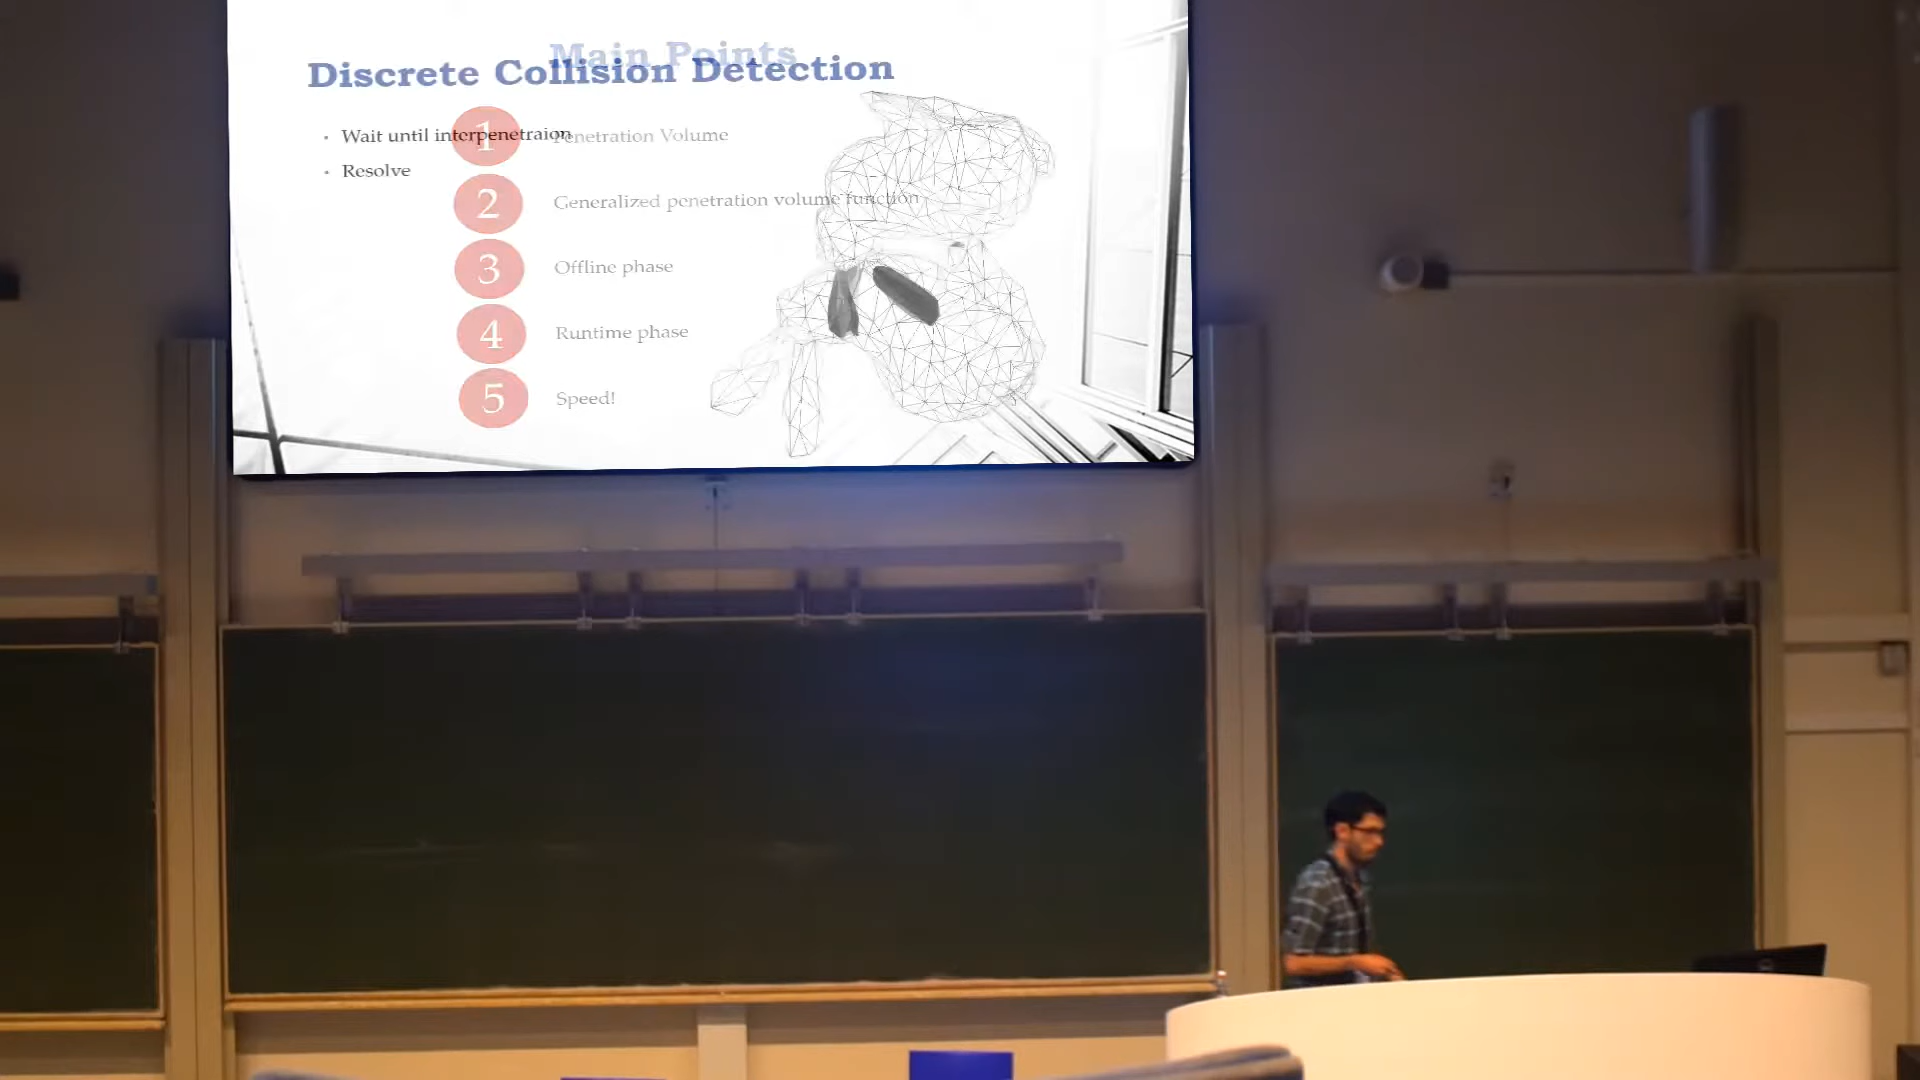 Main Points
Discrete Collision Detection
• Wait until interpenetraion
• Resolve
1 Penetration Volume
2 Generalized penetration volume function
3 Offline phase
4 Runtime phase
5 Speed!